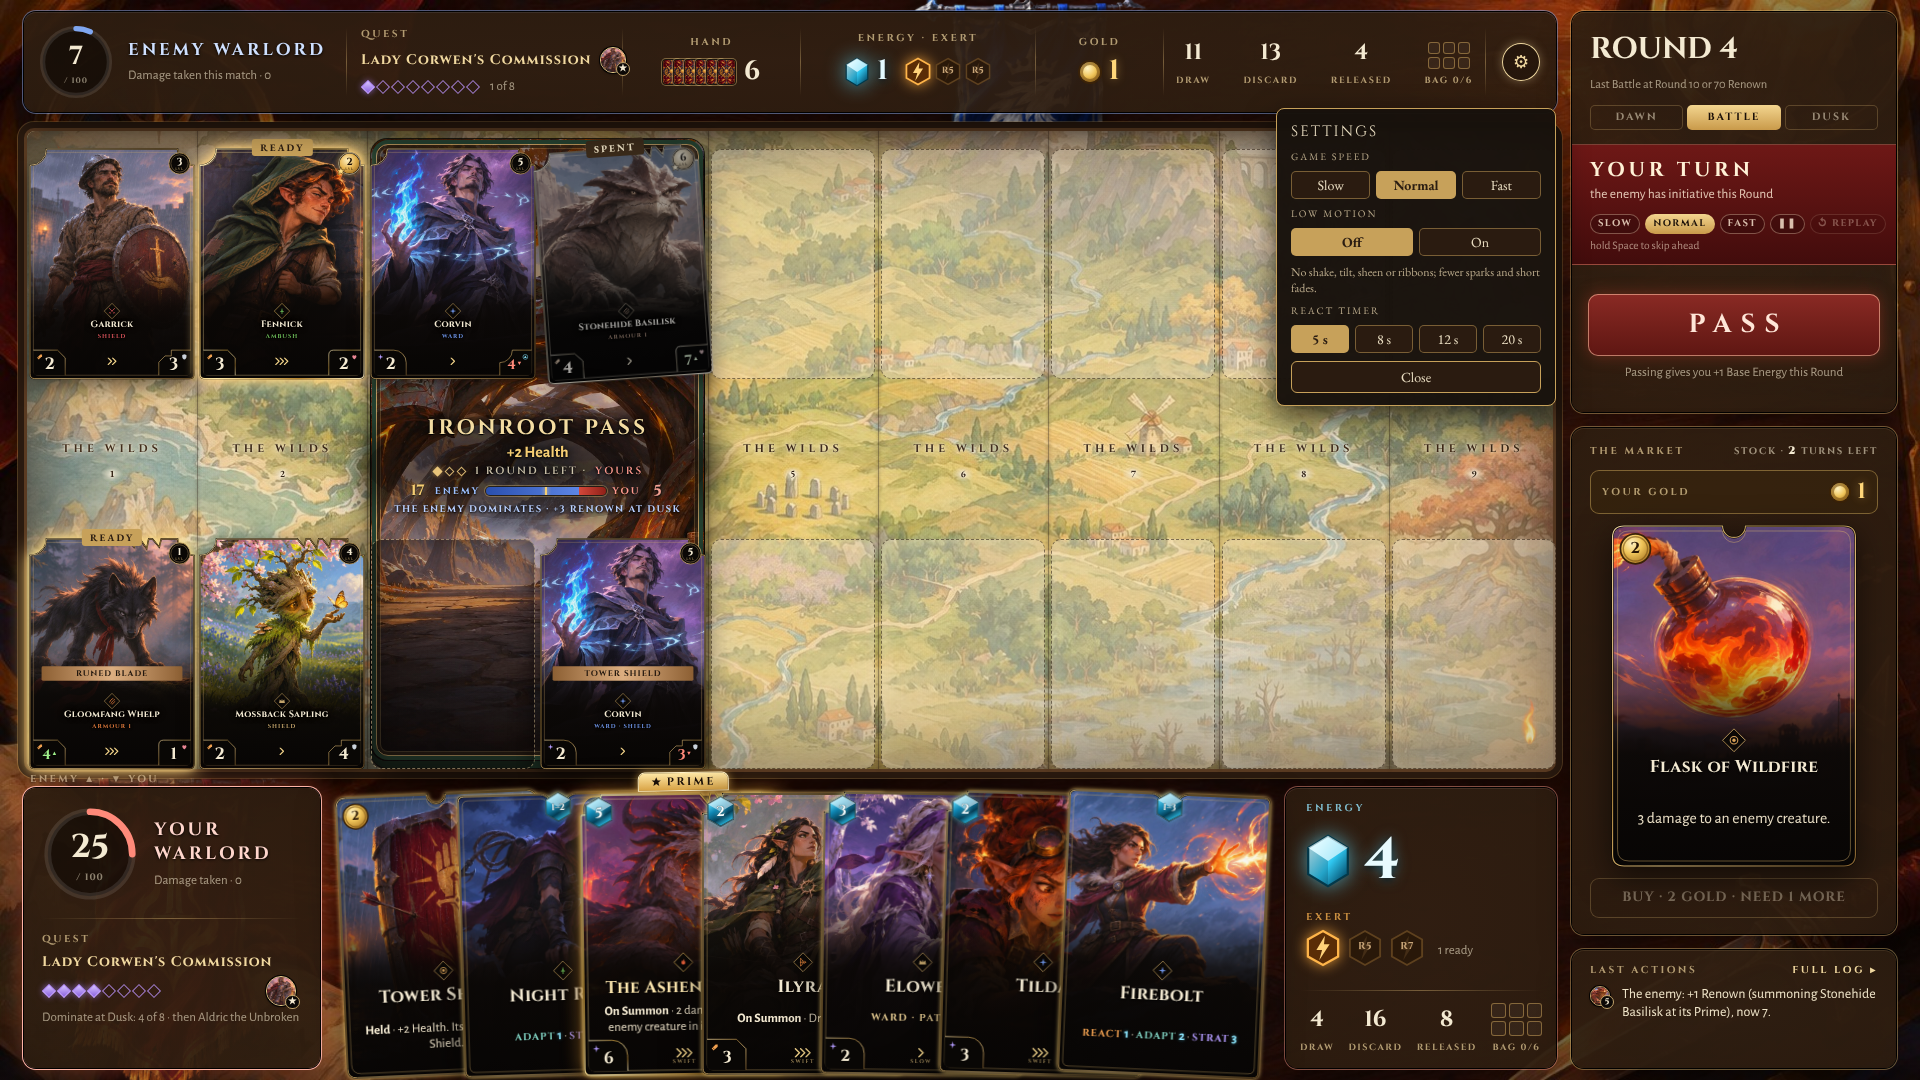 7
/ 100
ENEMY WARLORD
Damage taken this match · 0
QUEST
LADY CORWEN'S COMMISSION
1 of 8
HAND
6
ENERGY · EXERT
1
R5
R5
GOLD
1
11
DRAW
13
DISCARD
4
RELEASED
BAG 0/6
ROUND 4
Last Battle at Round 10 or 70 Renown
DAWN
BATTLE
DUSK
YOUR TURN
the enemy has initiative this Round
SLOW
NORMAL
FAST
REPLAY
hold Space to skip ahead
PASS
Passing gives you +1 Base Energy this Round
SETTINGS
GAME SPEED
Slow
Normal
Fast
LOW MOTION
Off
On
No shake, tilt, sheen or ribbons; fewer sparks and short
fades.
REACT TIMER
5 s
8 s
12 s
20 s
Close
3
GARRICK
SHIELD
2
3
READY
2
FENNICK
AMBUSH
3
2
5
CORVIN
WARD
2
4
SPENT
6
STONEHIDE BASILISK
ARMOUR 1
4
7
THE WILDS
1
THE WILDS
2
IRONROOT PASS
+2 Health
1 ROUND LEFT · YOURS
17 ENEMY
YOU 5
THE ENEMY DOMINATES · +3 RENOWN AT DUSK
THE WILDS
5
THE WILDS
6
THE WILDS
7
THE WILDS
8
THE WILDS
9
READY
1
RUNED BLADE
GLOOMFANG WHELP
ARMOUR 1
4
1
4
MOSSBACK SAPLING
SHIELD
2
4
5
TOWER SHIELD
CORVIN
WARD · SHIELD
2
3
ENEMY ▲ · ▼ YOU
THE MARKET
STOCK · 2 TURNS LEFT
YOUR GOLD
1
2
FLASK OF WILDFIRE
3 damage to an enemy creature.
BUY · 2 GOLD · NEED 1 MORE
LAST ACTIONS
FULL LOG ▸
5
The enemy: +1 Renown (summoning Stonehide
Basilisk at its Prime), now 7.
25
/ 100
YOUR
WARLORD
Damage taken · 0
QUEST
LADY CORWEN'S COMMISSION
Dominate at Dusk: 4 of 8 · then Aldric the Unbroken
★ PRIME
2
TOWER SH
Held · +2 Health. Its
Shield.
1-2
NIGHT R
ADAPT 1 · ST
5
THE ASHEN
On Summon · 2 dam
enemy creature in
6
SWIFT
2
ILYRA
On Summon · Dr
3
SWIFT
3
ELOWE
WARD · PAT
2
SLOW
2
TILDA
3
SWIFT
1-3
FIREBOLT
REACT 1 · ADAPT 2 · STRAT 3
ENERGY
4
EXERT
R5
R7
1 ready
4
DRAW
16
DISCARD
8
RELEASED
BAG 0/6